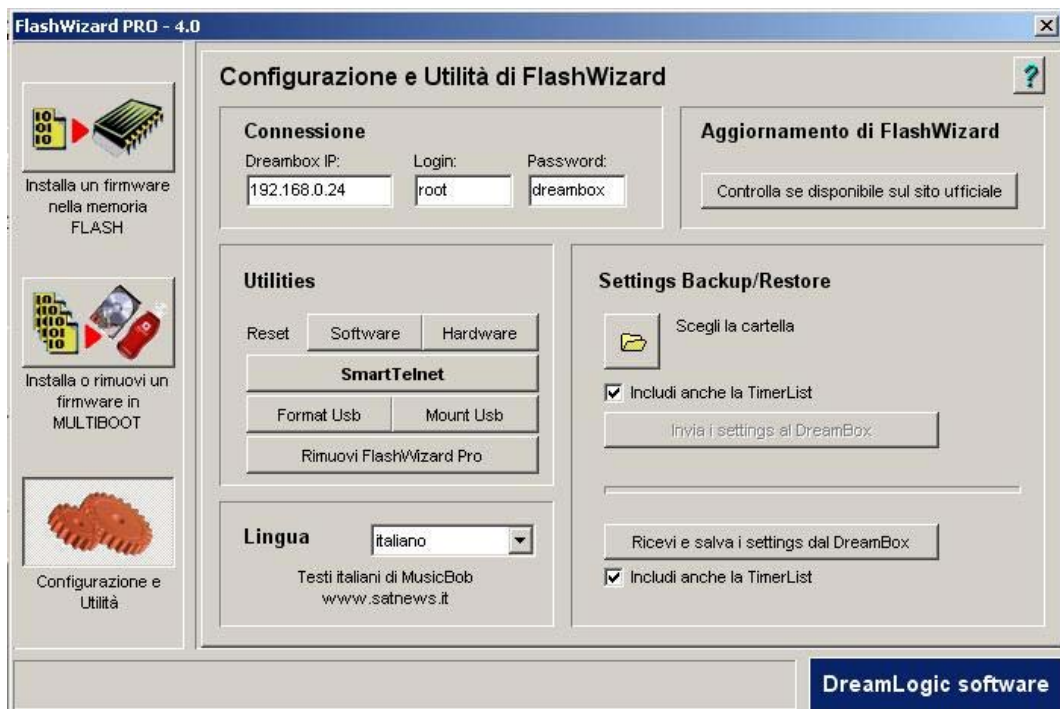 FlashWizard PRO - 4.0
Installa un firmware
nella memoria
FLASH
Installa o rimuovi un
firmware in
MULTIBOOT
Configurazione e
Utilità
Configurazione e Utilità di FlashWizard
?
Connessione
Dreambox IP:
Login:
Password:
192.168.0.24
root
dreambox
Aggiornamento di FlashWizard
Controlla se disponibile sul sito ufficiale
Utilities
Reset
Software
Hardware
SmartTelnet
Format Usb
Mount Usb
Rimuovi FlashWizard Pro
Lingua
italiano
Testi italiani di MusicBob
www.satnews.it
Settings Backup/Restore
Scegli la cartella
Includi anche la TimerList
Invia i settings al DreamBox
Ricevi e salva i settings dal DreamBox
Includi anche la TimerList
DreamLogic software